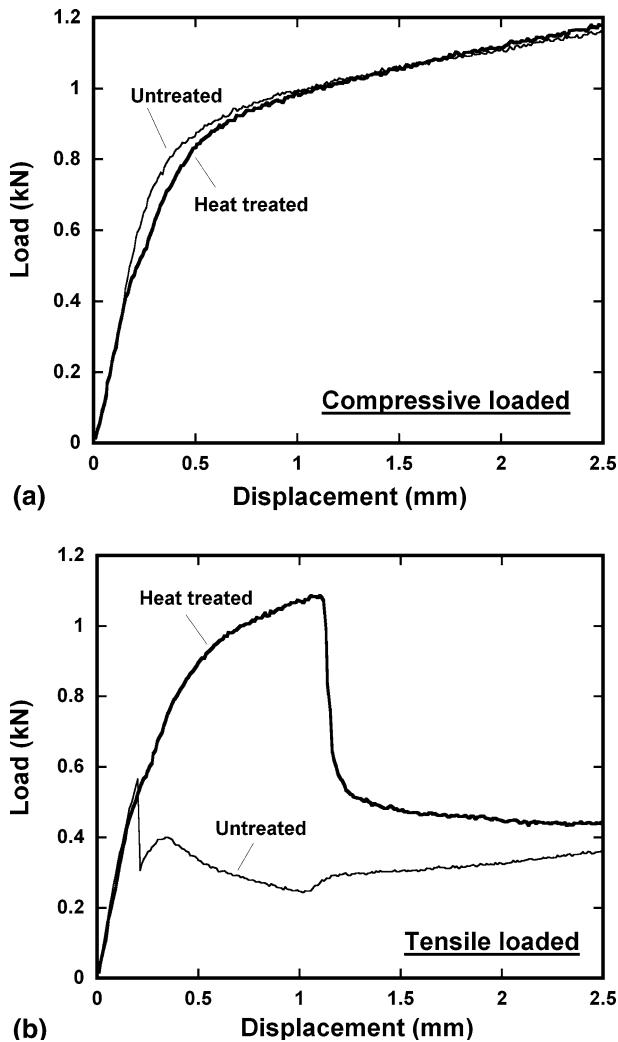 1.2
1
0.8
0.6
0.4
0.2
0
Load (kN)
Untreated
Heat treated
Compressive loaded
0 0.5 1 1.5 2 2.5
(a) Displacement (mm)
1.2
1
0.8
0.6
0.4
0.2
0
Load (kN)
Heat treated
Untreated
Tensile loaded
0 0.5 1 1.5 2 2.5
(b) Displacement (mm)